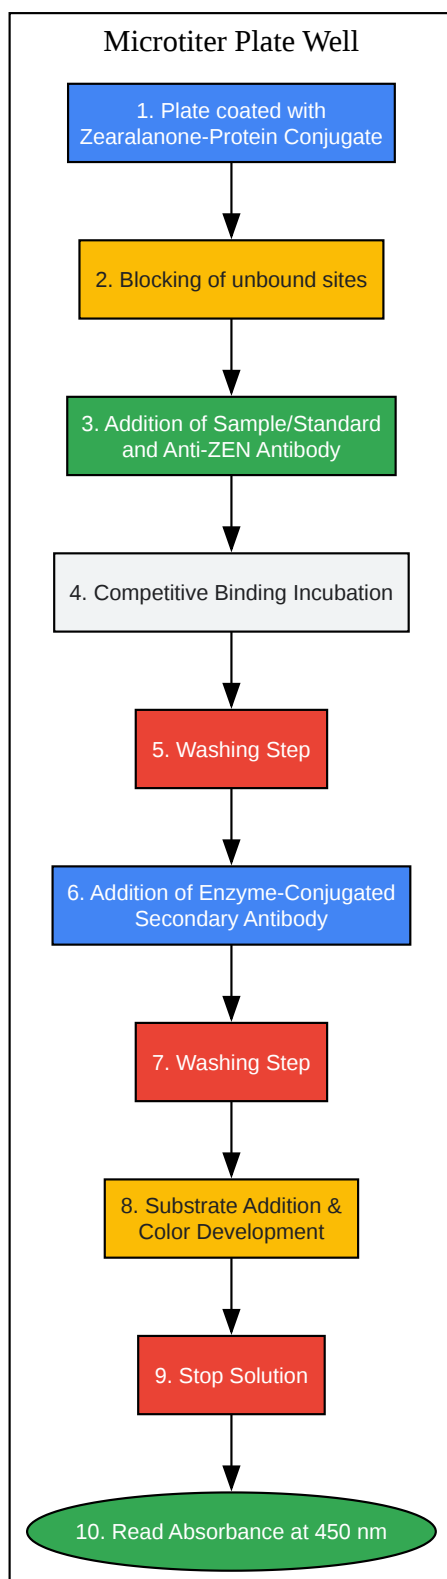 Microtiter Plate Well
1. Plate coated with
Zearalanone-Protein Conjugate
2. Blocking of unbound sites
3. Addition of Sample/Standard
and Anti-ZEN Antibody
4. Competitive Binding Incubation
5. Washing Step
6. Addition of Enzyme-Conjugated
Secondary Antibody
7. Washing Step
8. Substrate Addition &
Color Development
9. Stop Solution
10. Read Absorbance at 450 nm